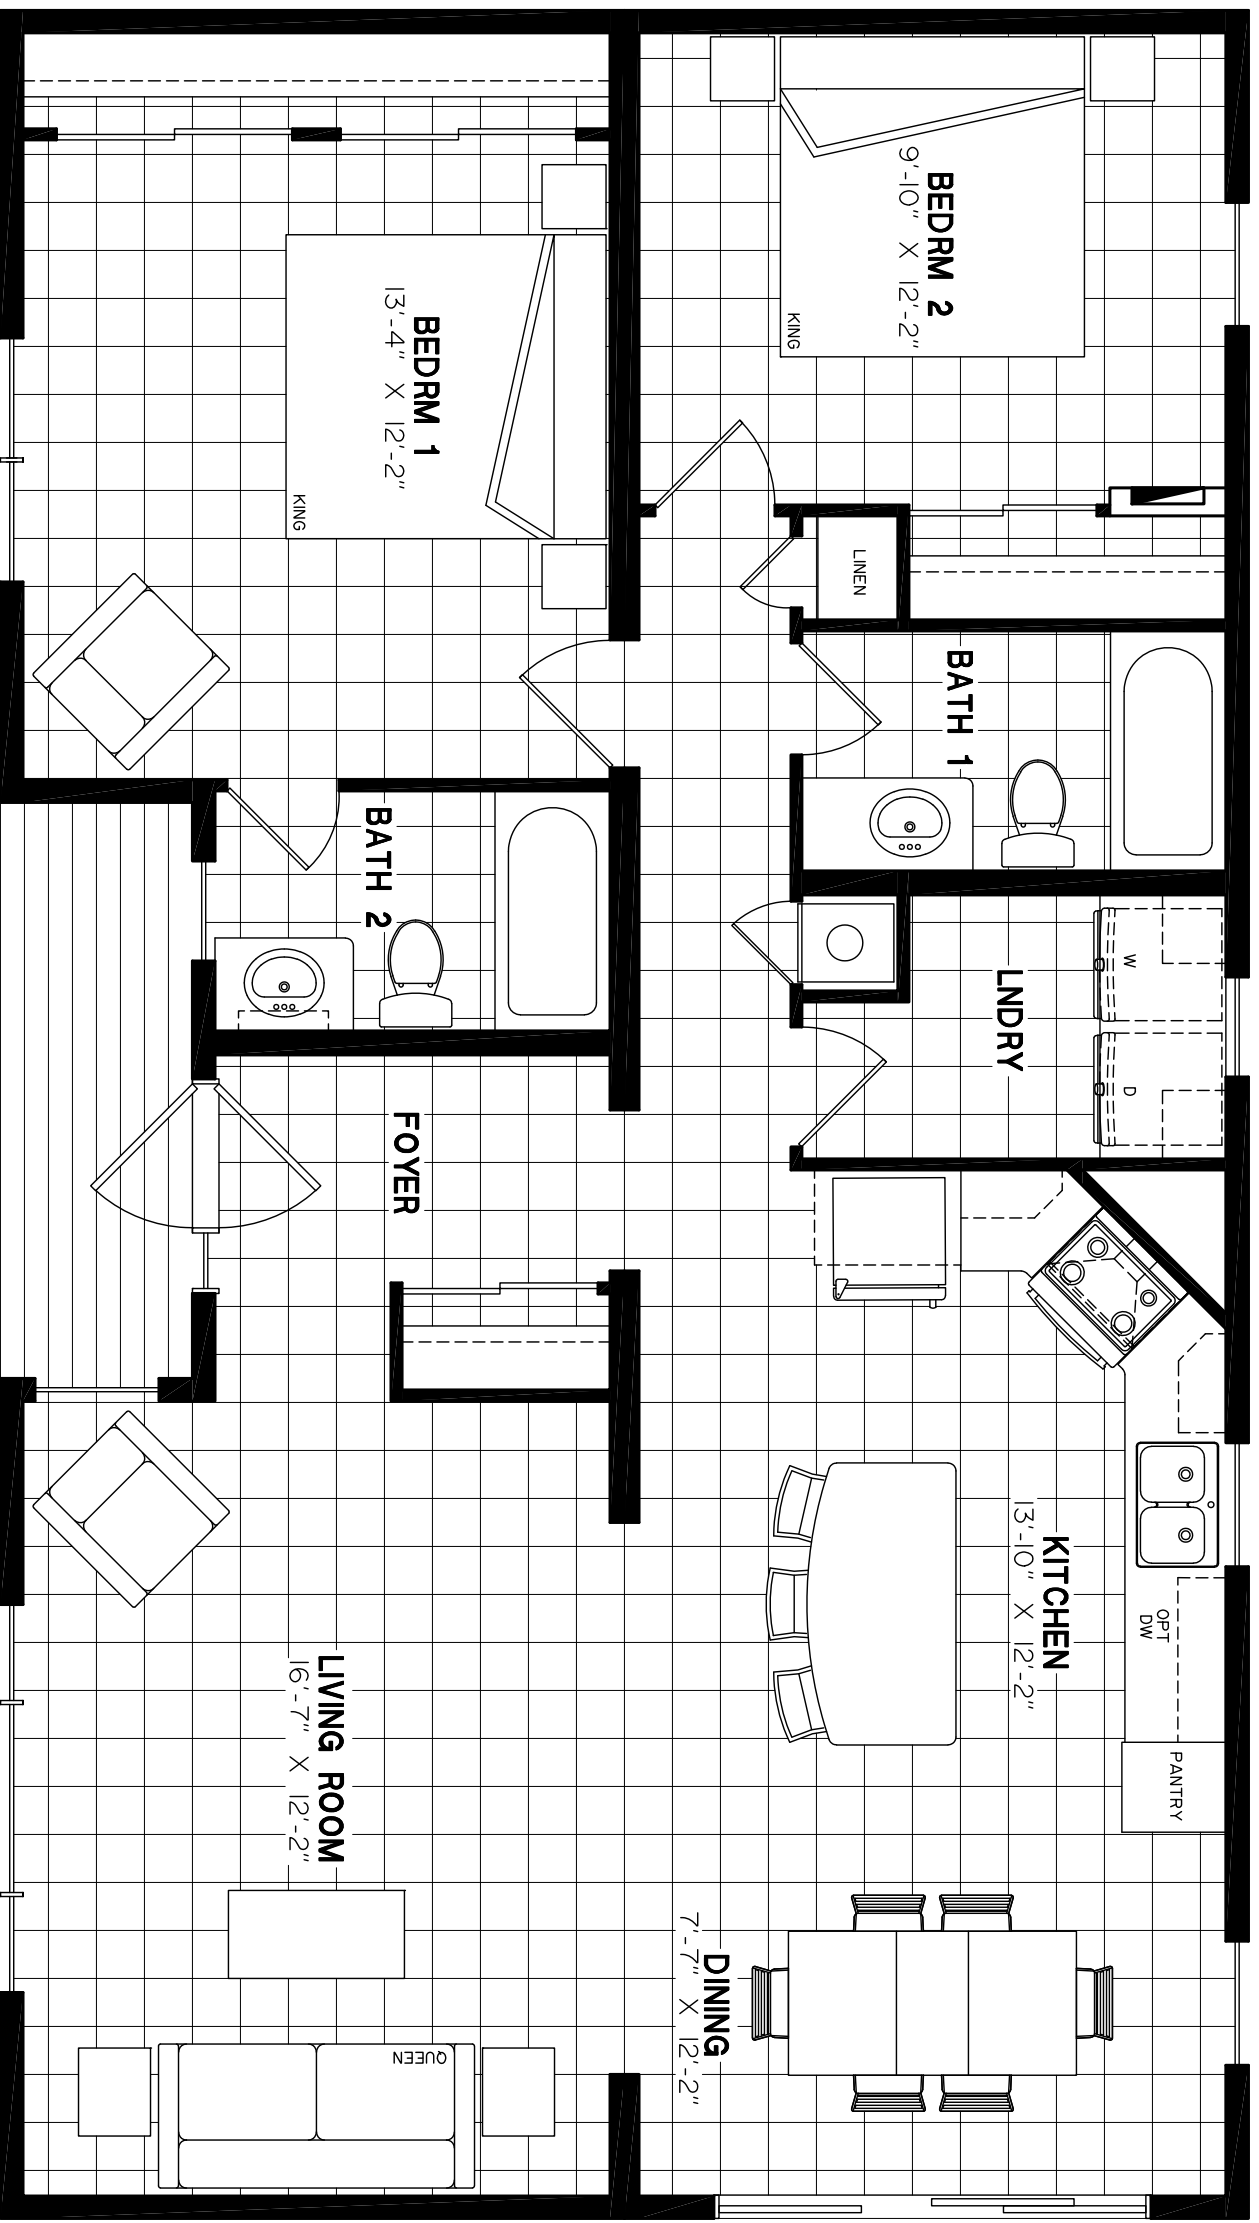 BEDRM 2
9'-10" X 12'-2"
KING
LINEN
BATH 1
W
D
LNDRY
KITCHEN
13'-10" X 12'-2"
OPT
DW
PANTRY
DINING
7'-7" X 12'-2"
BEDRM 1
13'-4" X 12'-2"
KING
BATH 2
FOYER
LIVING ROOM
16'-7" X 12'-2"
QUEEN